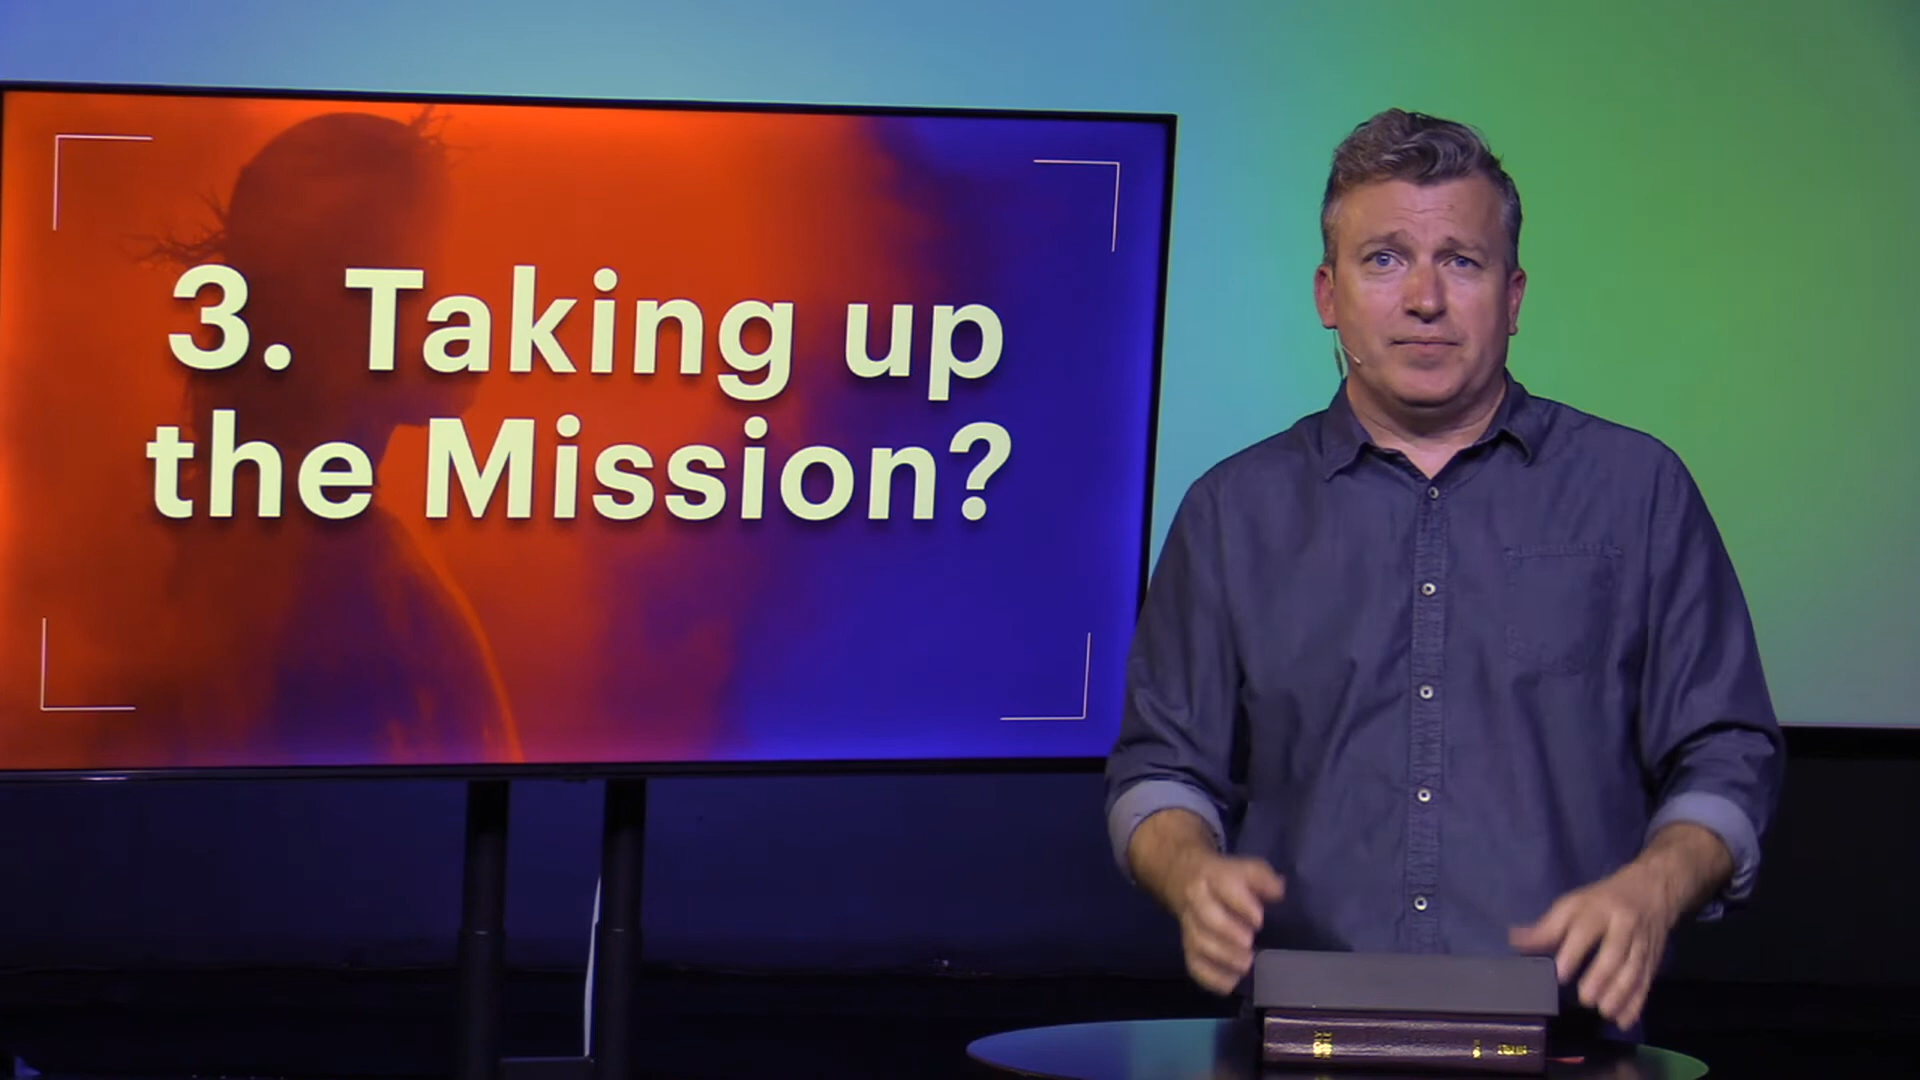 3. Taking up
the Mission?